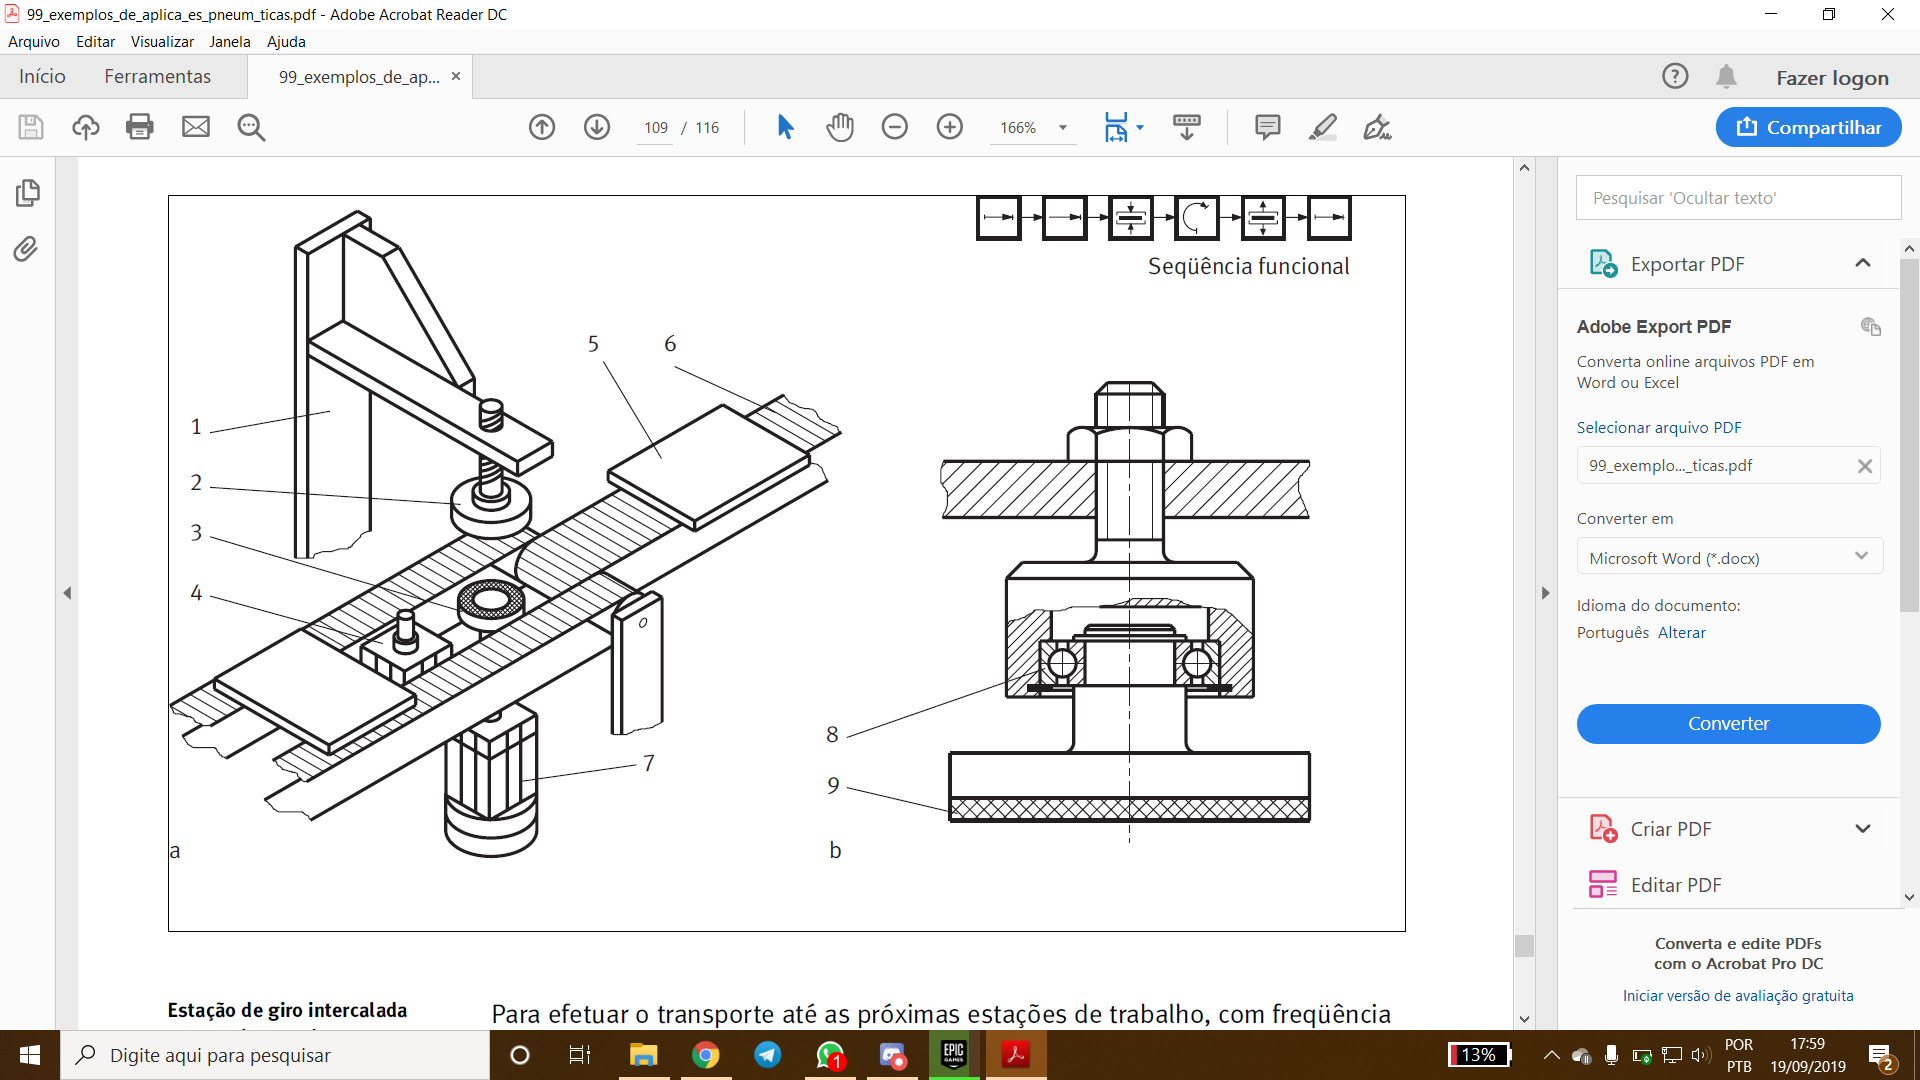 99_exemplos_de_aplica_es_pneum_ticas.pdf - Adobe Acrobat Reader DC
Arquivo Editar Visualizar Janela Ajuda
Início Ferramentas 99_exemplos_de_ap... × Fazer logon
109 / 116 166% Compartilhar
Seqüência funcional
1
2
3
4
5
6
7
a
8
9
b
Estação de giro intercalada
Para efetuar o transporte até as próximas estações de trabalho, com freqüência
Pesquisar 'Ocultar texto'
Exportar PDF
Adobe Export PDF
Converta online arquivos PDF em
Word ou Excel
Selecionar arquivo PDF
99_exemplo..._ticas.pdf
Converter em
Microsoft Word (*.docx)
Idioma do documento:
Português Alterar
Converter
Criar PDF
Editar PDF
Converta e edite PDFs
com o Acrobat Pro DC
Iniciar versão de avaliação gratuita
Digite aqui para pesquisar
1
EPIC
GAMES
13%
POR
PTB
17:59
19/09/2019
2